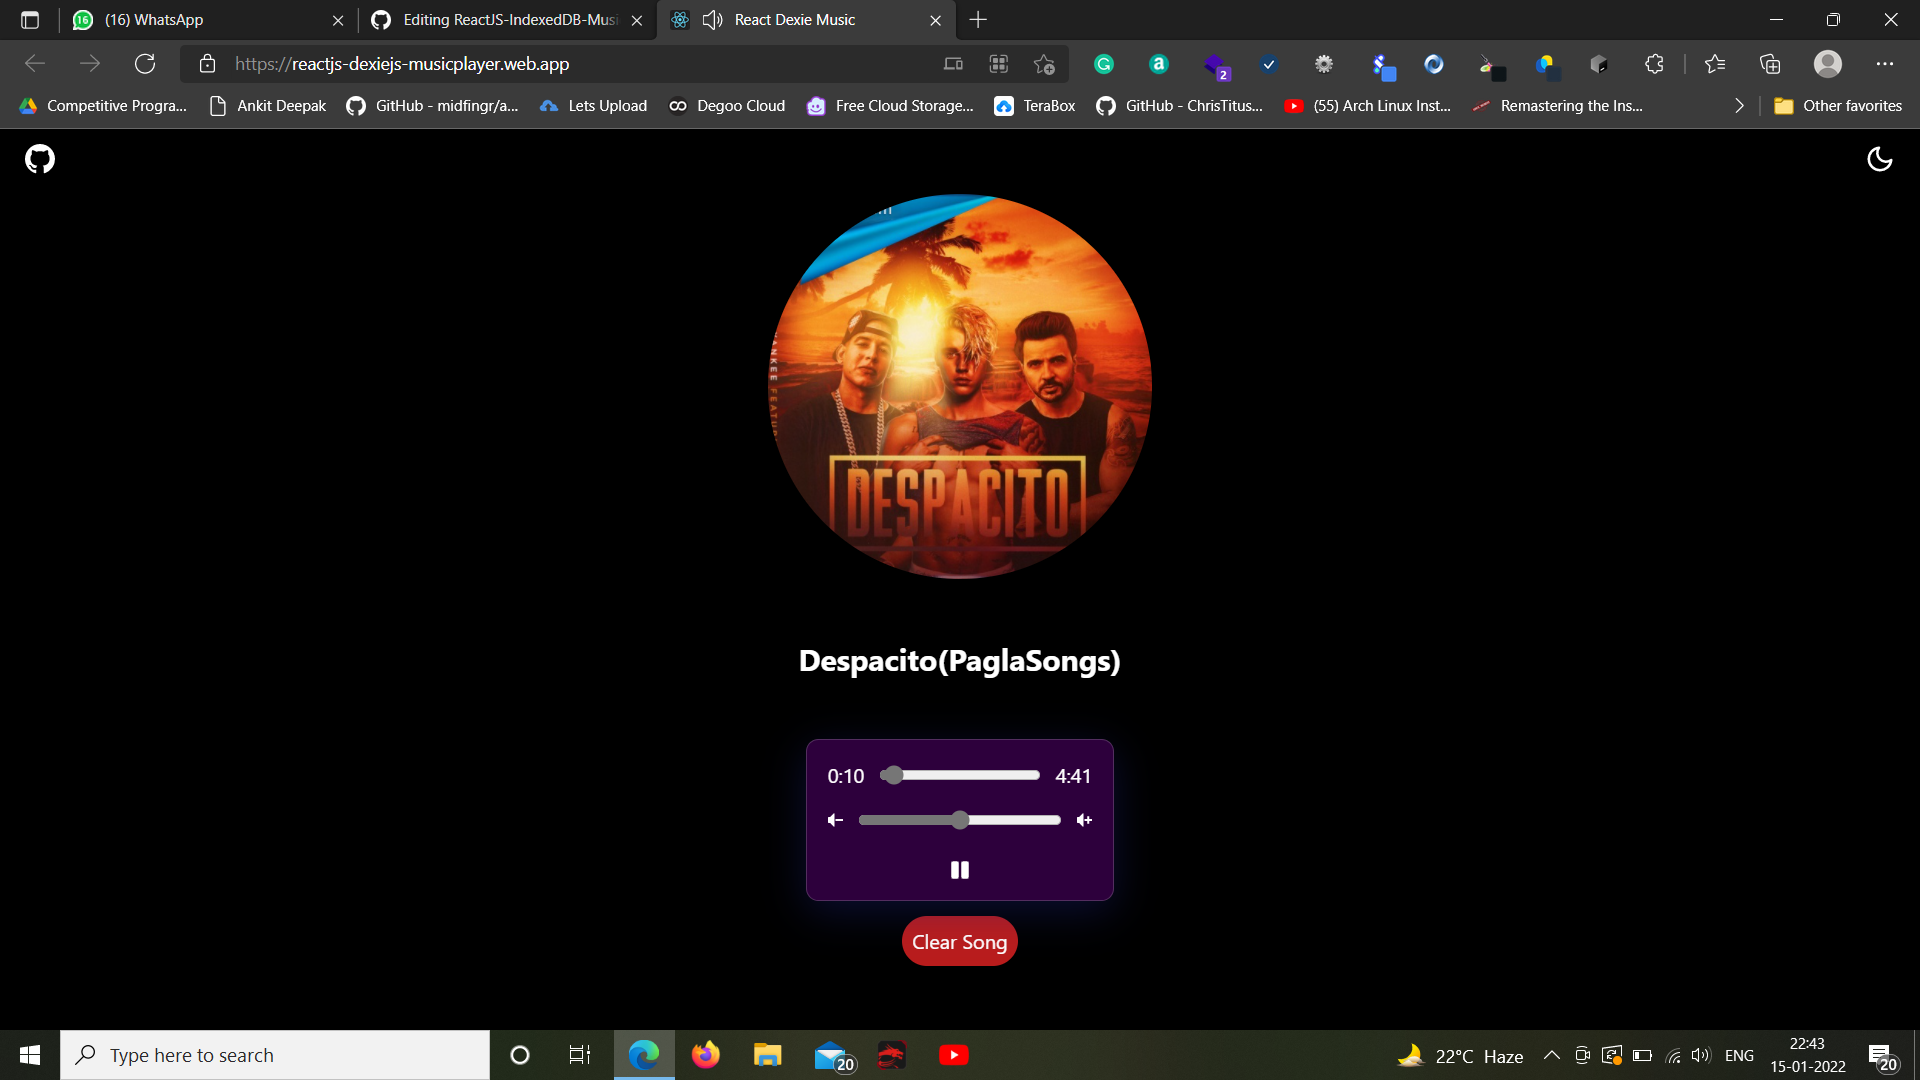 16 (16) WhatsApp
Editing ReactJS-IndexedDB-Musi
React Dexie Music
https://reactjs-dexiejs-musicplayer.web.app
a
2
Competitive Progra...
Ankit Deepak
GitHub - midfingr/a...
Lets Upload
Degoo Cloud
Free Cloud Storage...
TeraBox
GitHub - ChrisTitus...
(55) Arch Linux Inst...
Remastering the Ins...
Other favorites
DESPACITO
Despacito(PaglaSongs)
0:10
4:41
Clear Song
Type here to search
20
22°C Haze
ENG
22:43
15-01-2022
20